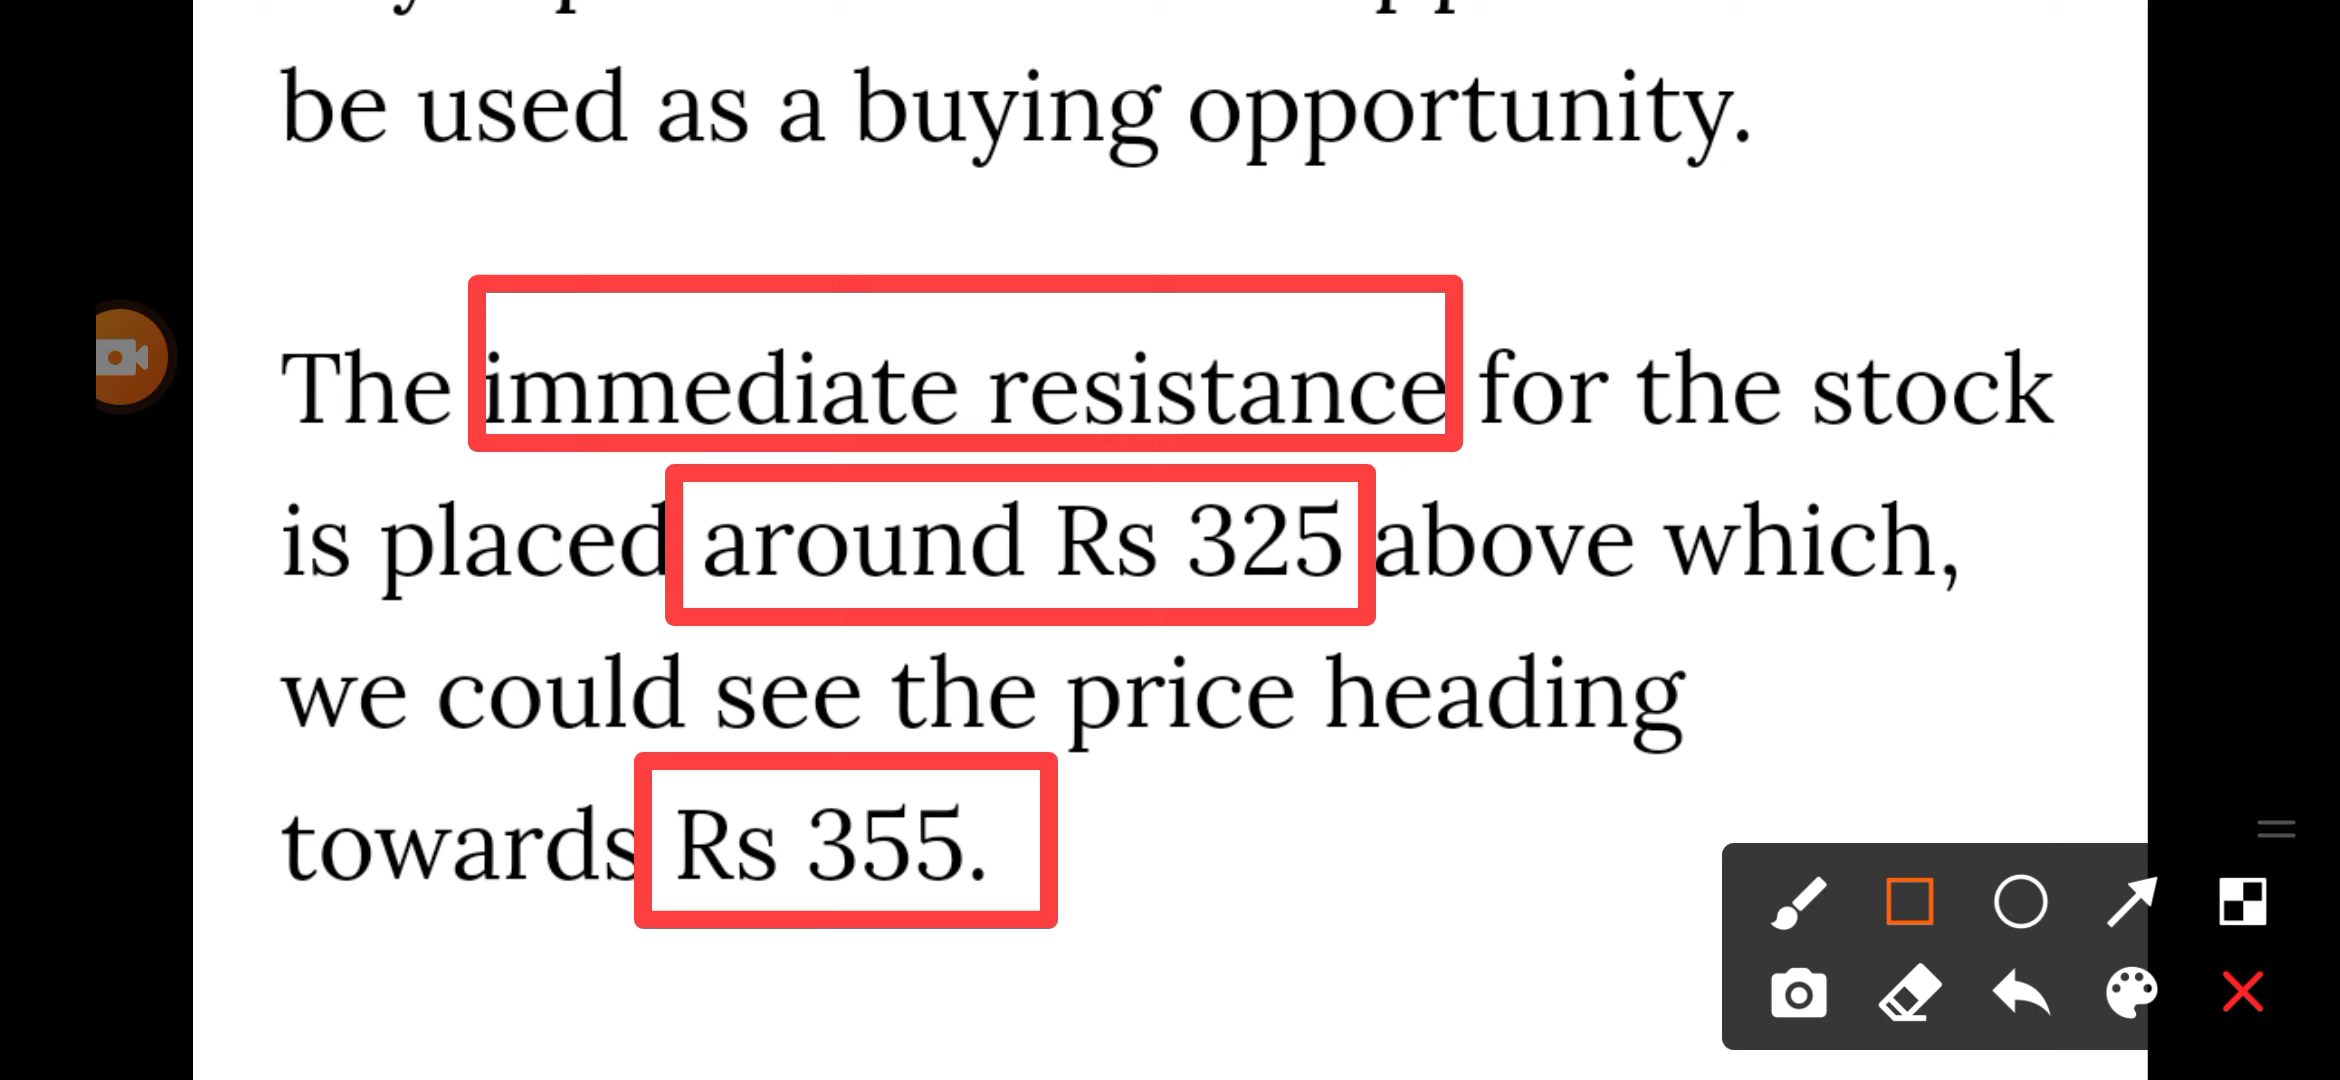 be used as a buying opportunity.
The immediate resistance for the stock
is placed around Rs 325 above which,
we could see the price heading
towards Rs 355.